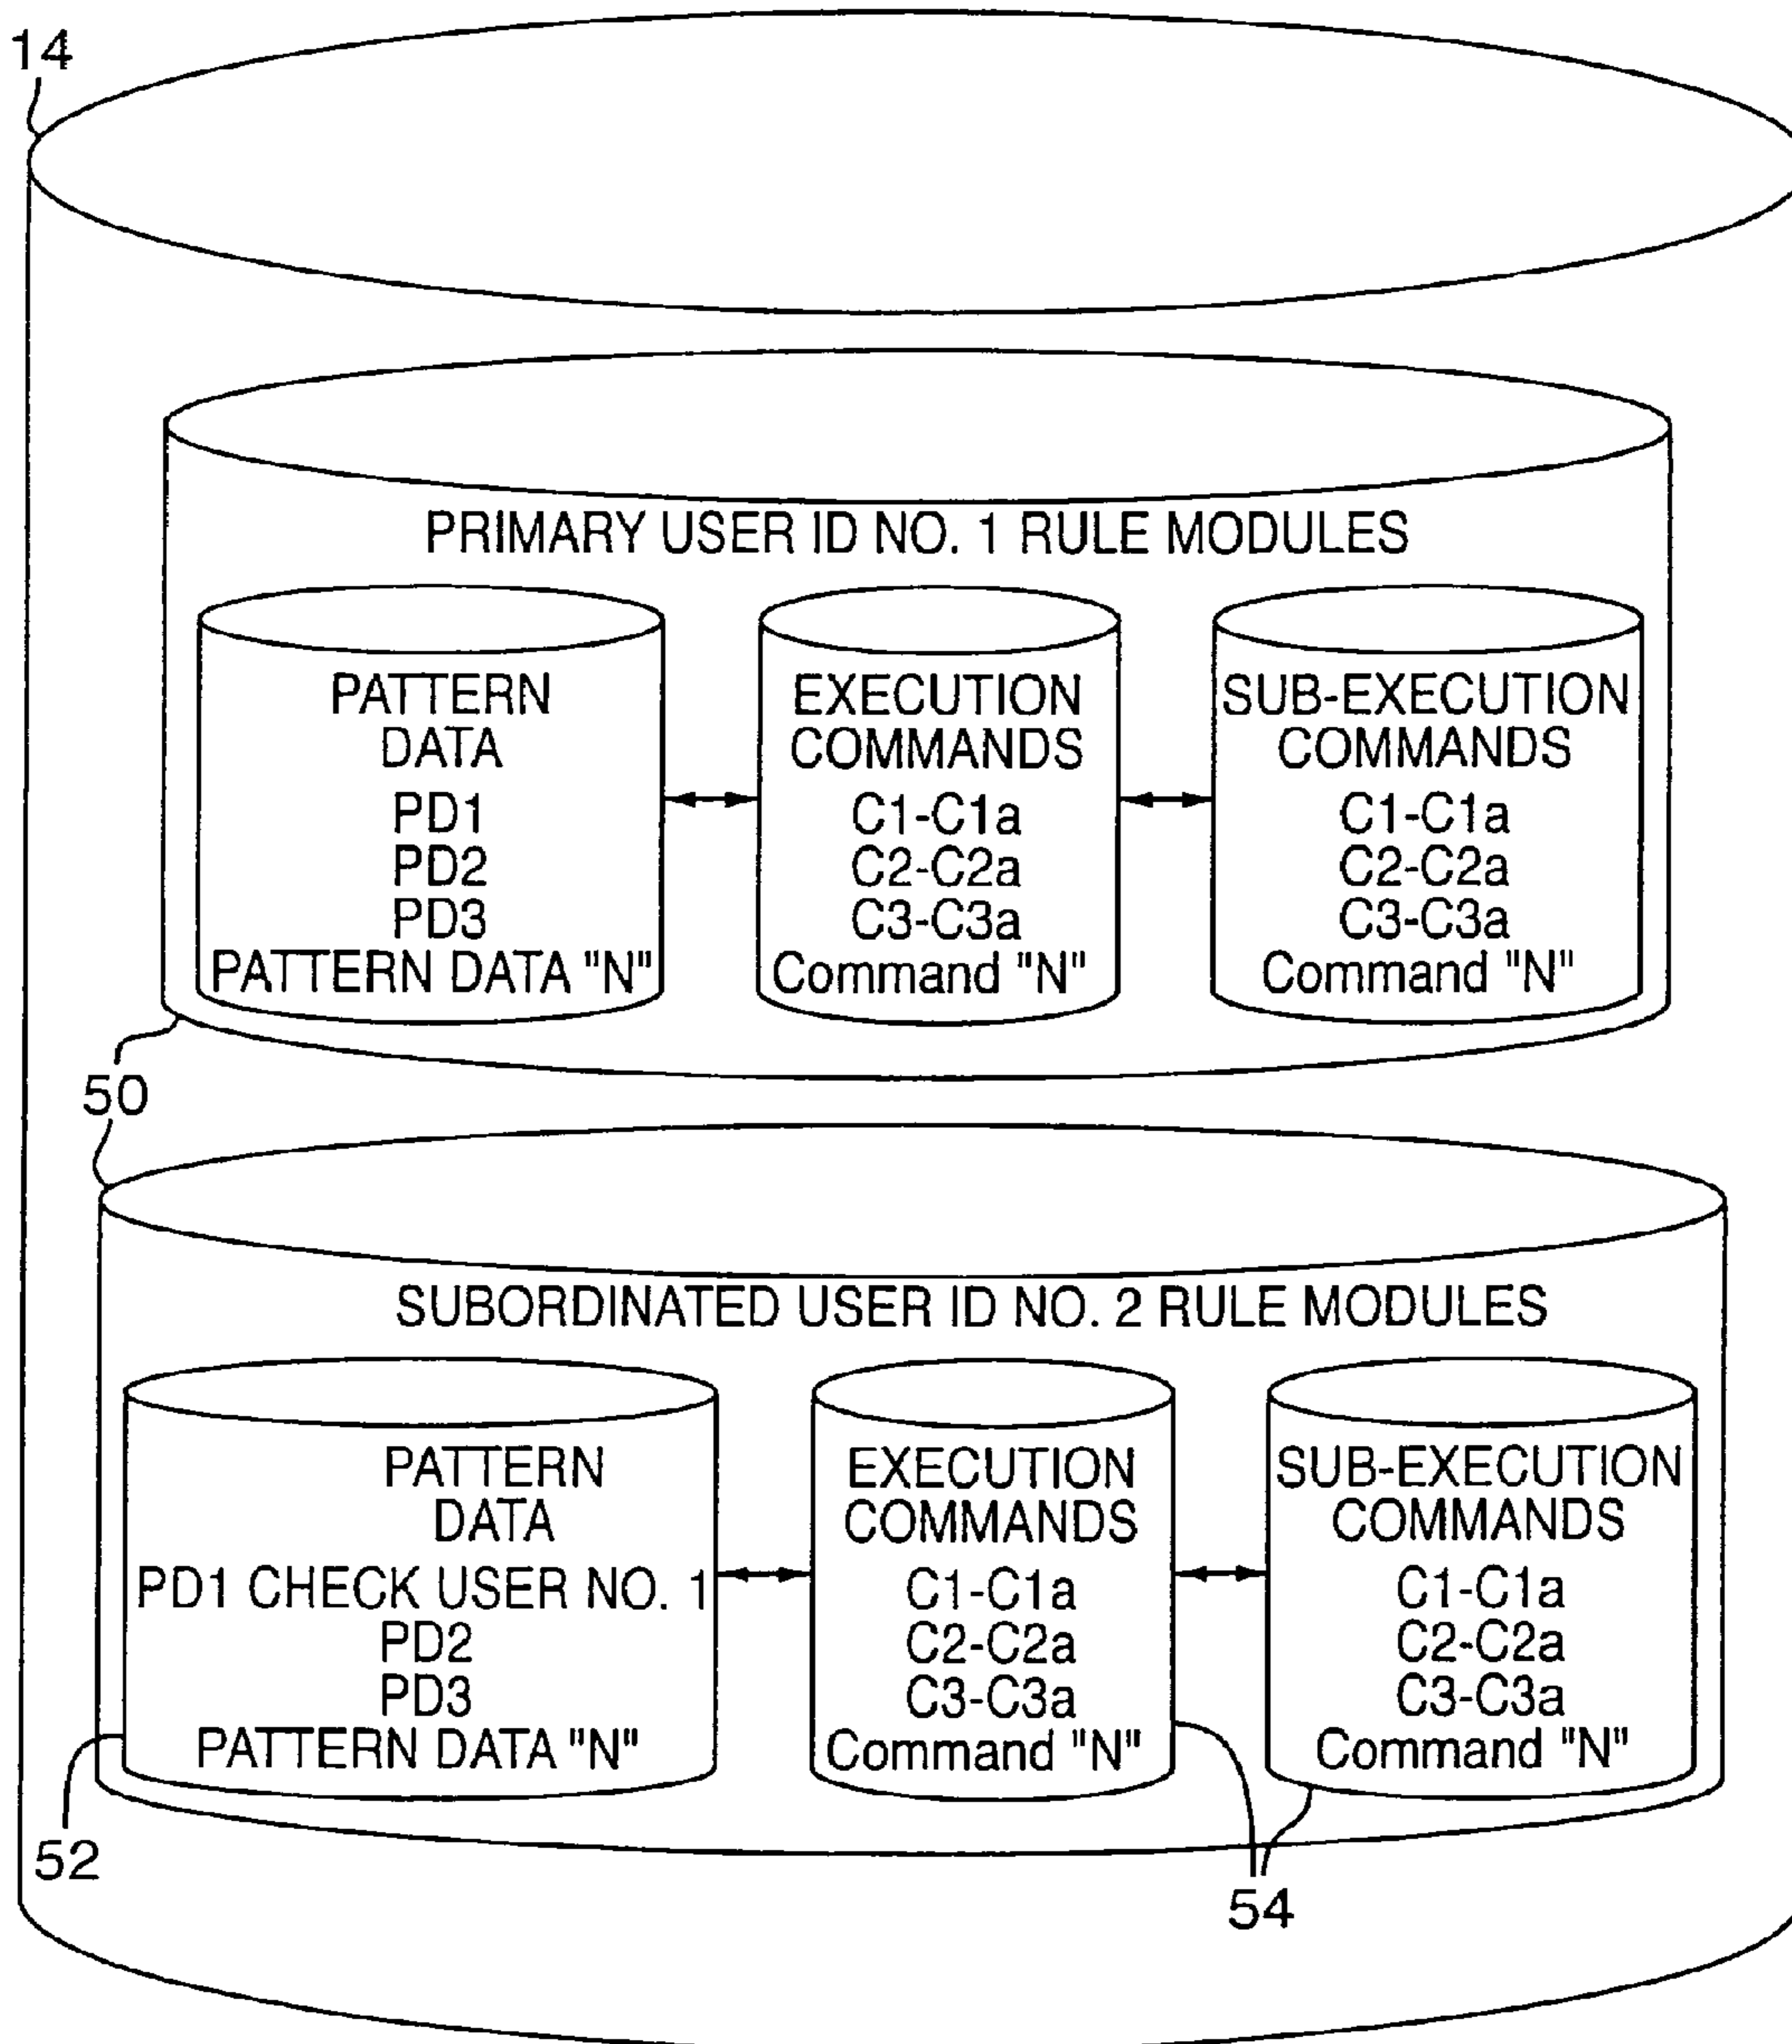 14
PRIMARY USER ID NO. 1 RULE MODULES
PATTERN
DATA
PD1
PD2
PD3
PATTERN DATA "N"
EXECUTION
COMMANDS
C1-C1a
C2-C2a
C3-C3a
Command "N"
SUB-EXECUTION
COMMANDS
C1-C1a
C2-C2a
C3-C3a
Command "N"
50
SUBORDINATED USER ID NO. 2 RULE MODULES
PATTERN
DATA
PD1 CHECK USER NO. 1
PD2
PD3
PATTERN DATA "N"
EXECUTION
COMMANDS
C1-C1a
C2-C2a
C3-C3a
Command "N"
SUB-EXECUTION
COMMANDS
C1-C1a
C2-C2a
C3-C3a
Command "N"
52
54